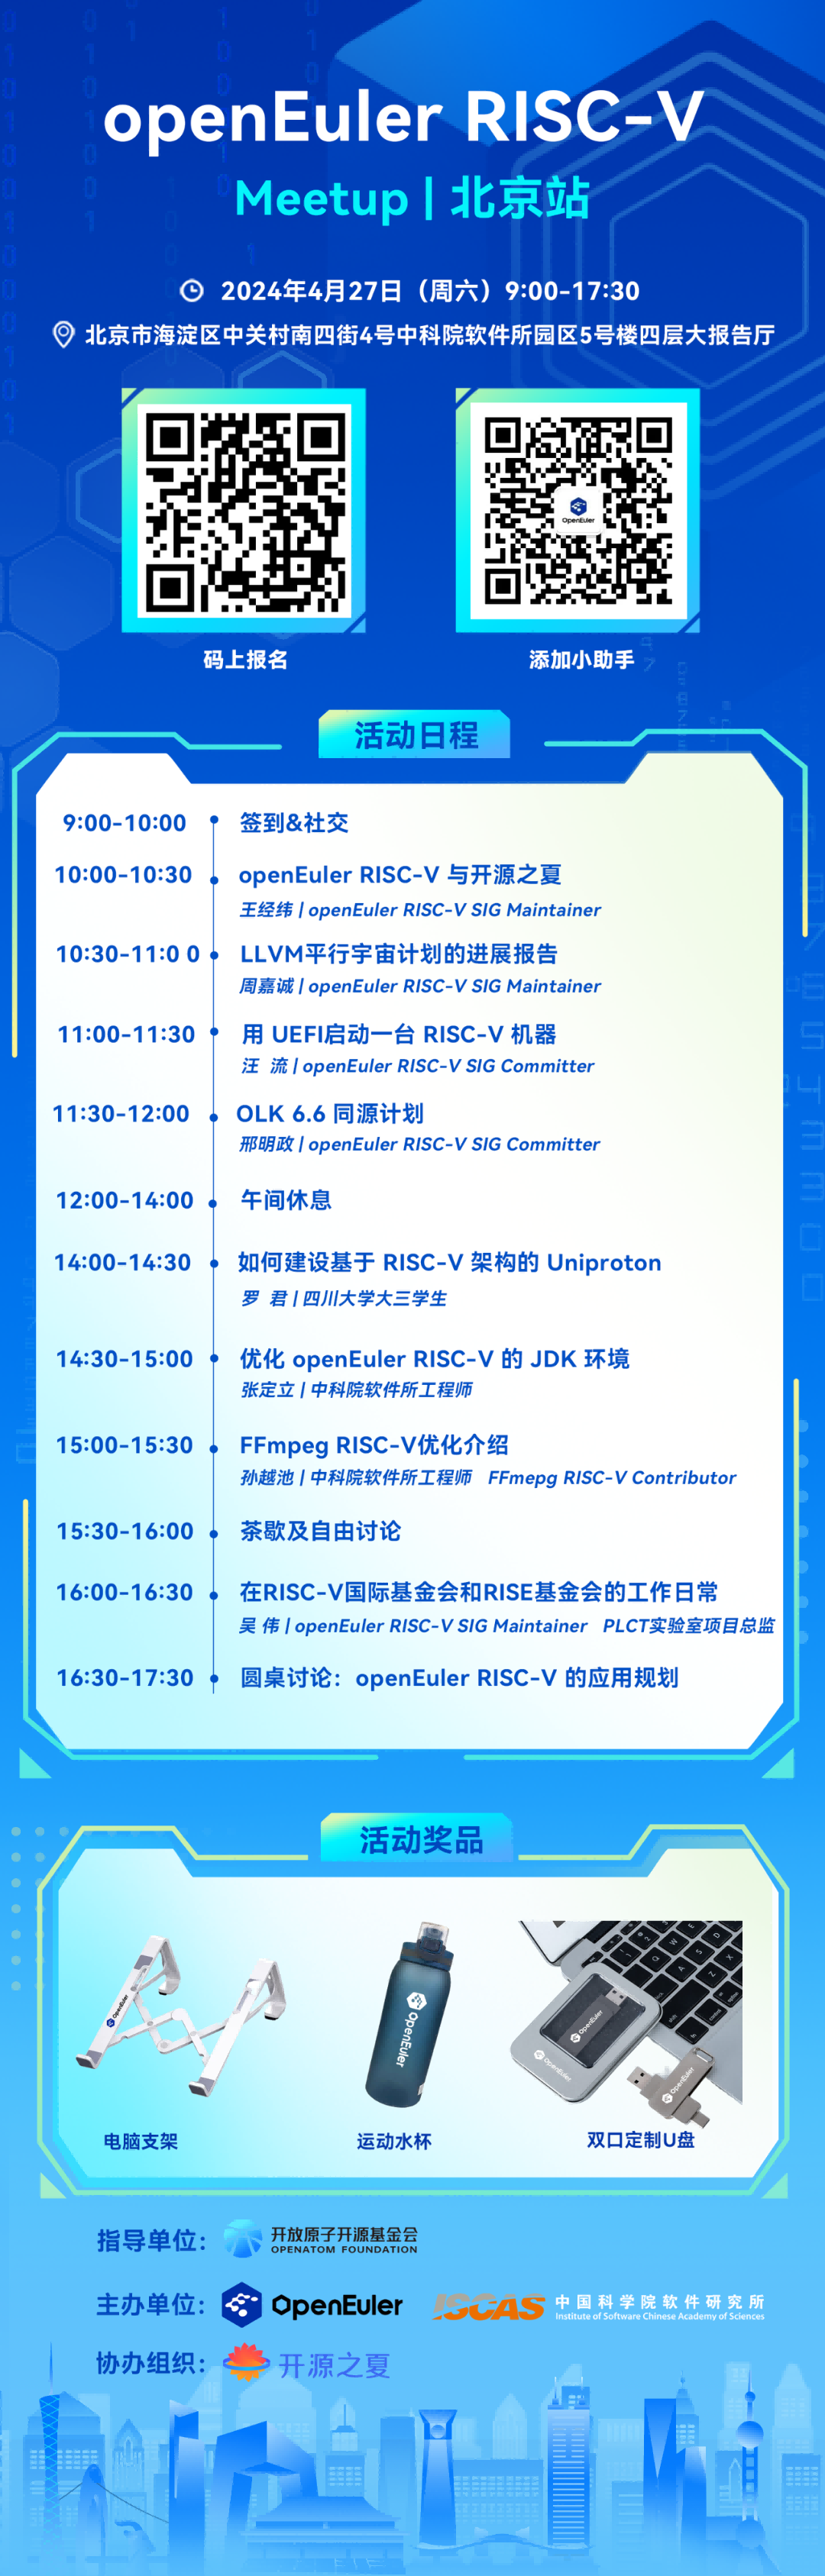 openEuler RISC-V
Meetup | 北京站
2024年4月27日（周六）9:00-17:30
北京市海淀区中关村南四街4号中科院软件所园区5号楼四层大报告厅
OpenEuler
码上报名
添加小助手
活动日程
9:00-10:00 签到&社交
10:00-10:30 openEuler RISC-V 与开源之夏
王经纬 | openEuler RISC-V SIG Maintainer
10:30-11:0 0 LLVM平行宇宙计划的进展报告
周嘉诚 | openEuler RISC-V SIG Maintainer
11:00-11:30 用 UEFI启动一台 RISC-V 机器
汪 流 | openEuler RISC-V SIG Committer
11:30-12:00 OLK 6.6 同源计划
邢明政 | openEuler RISC-V SIG Committer
12:00-14:00 午间休息
14:00-14:30 如何建设基于 RISC-V 架构的 Uniproton
罗 君 | 四川大学大三学生
14:30-15:00 优化 openEuler RISC-V 的 JDK 环境
张定立 | 中科院软件所工程师
15:00-15:30 FFmpeg RISC-V优化介绍
孙越池 | 中科院软件所工程师 FFmepg RISC-V Contributor
15:30-16:00 茶歇及自由讨论
16:00-16:30 在RISC-V国际基金会和RISE基金会的工作日常
吴 伟 | openEuler RISC-V SIG Maintainer PLCT实验室项目总监
16:30-17:30 圆桌讨论：openEuler RISC-V 的应用规划
活动奖品
OpenEuler
OpenEuler
OpenEuler
OpenEuler
OpenEuler
电脑支架
运动水杯
双口定制U盘
指导单位： 开放原子开源基金会
OPENATOM FOUNDATION
主办单位： OpenEuler ISCAS 中国科学院软件研究所
Institute of Software Chinese Academy of Sciences
协办组织： 开源之夏